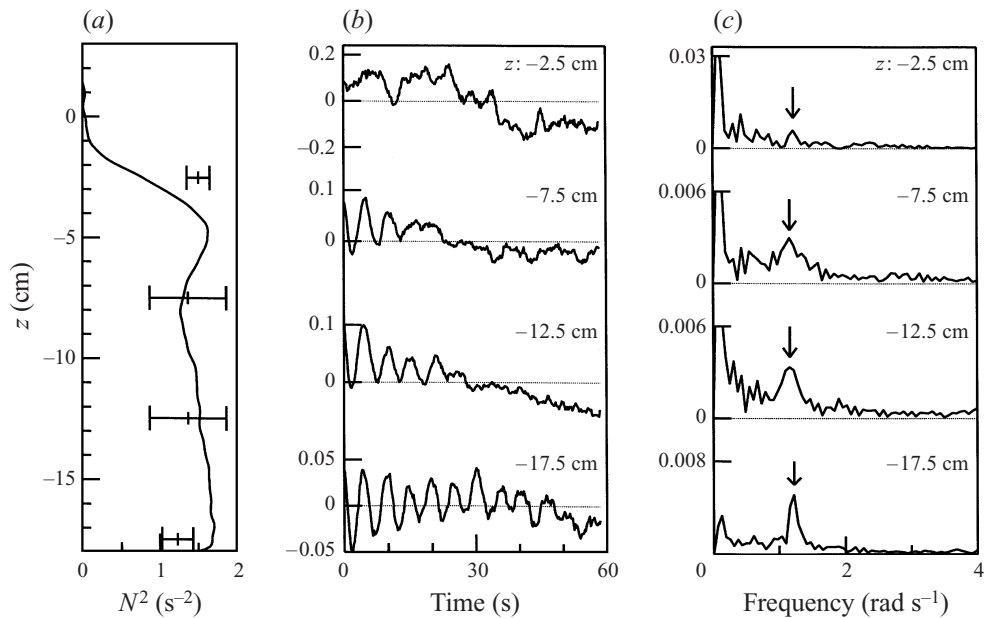 (a)
(b)
(c)
0
−5
−10
−15
z (cm)
0
1
2
N² (s⁻²)
0.2
0
−0.2
0.1
0
−7.5 cm
0.1
0
−12.5 cm
0.05
0
−0.05
−17.5 cm
z: −2.5 cm
0
30
60
Time (s)
0.03
0
z: −2.5 cm
0.006
0
−7.5 cm
0.006
0
−12.5 cm
0.008
−17.5 cm
0
2
4
Frequency (rad s⁻¹)